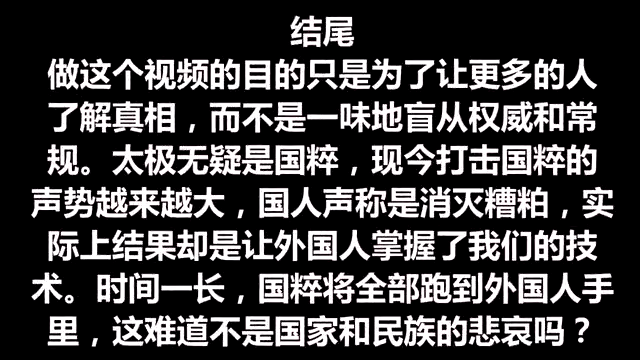 结尾
做这个视频的目的只是为了让更多的人
了解真相，而不是一味地盲从权威和常
规。太极无疑是国粹，现今打击国粹的
声势越来越大，国人声称是消灭糟粕，实
际上结果却是让外国人掌握了我们的技
术。时间一长，国粹将全部跑到外国人手
里，这难道不是国家和民族的悲哀吗？